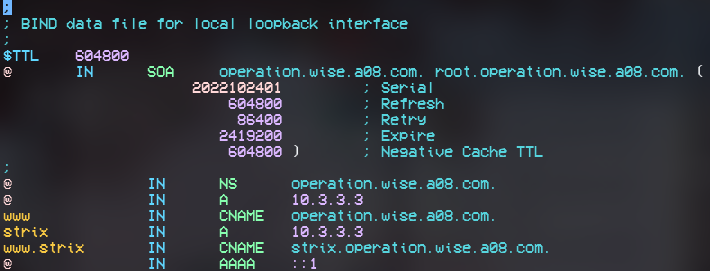 ;
; BIND data file for local loopback interface
;
$TTL    604800
@       IN      SOA     operation.wise.a08.com. root.operation.wise.a08.com. (
                        2022102401      ; Serial
                        604800          ; Refresh
                        86400           ; Retry
                        2419200         ; Expire
                        604800 )        ; Negative Cache TTL
;
@               IN      NS      operation.wise.a08.com.
@               IN      A       10.3.3.3
www             IN      CNAME   operation.wise.a08.com.
strix           IN      A       10.3.3.3
www.strix       IN      CNAME   strix.operation.wise.a08.com.
@               IN      AAAA    ::1